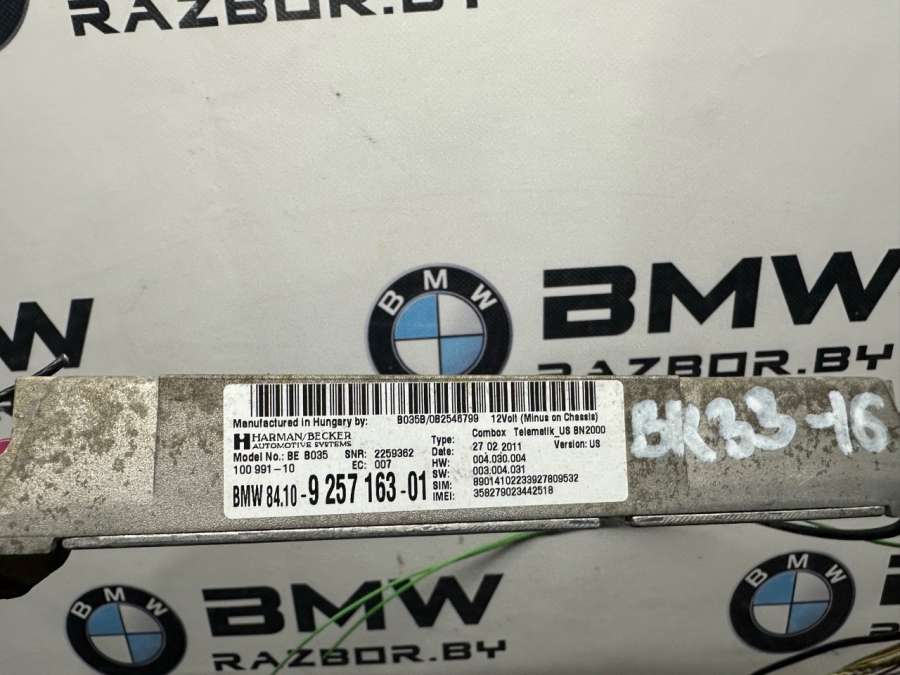 RAZBOR.BY
BMW
BMW
RAZBOR.BY
Manufactured in Hungary by: B035B/0B2546799 12Volt (Minus on Chassis)
HARMAN/BECKER
AUTOMOTIVE SYSTEMS
Model No.: BE B035 SNR: 2259362
100 991-10 EC: 007
BMW 84.10-9 257 163-01
Type: Combox Telematik_US BN2000
Date: 27 02 2011 Version: US
HW: 004.030.004
SW: 003.004.031
SIM: 89014102233927809532
IMEI: 358279023442518
BK33-16
BMW
BMW
RAZBOR.BY
BMW